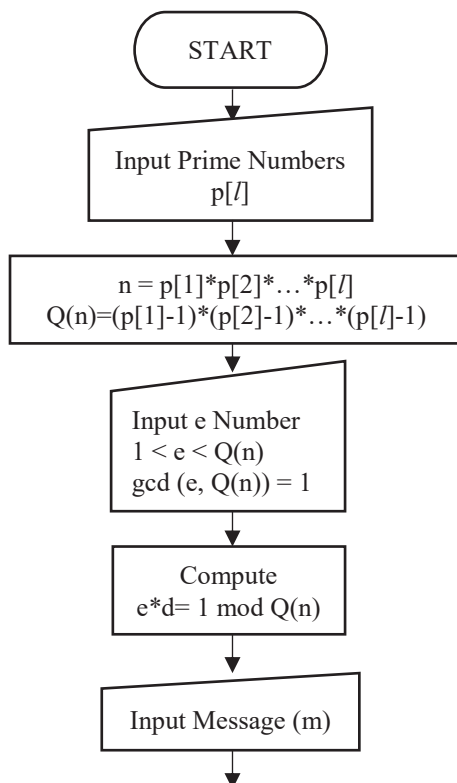 START
Input Prime Numbers
p[l]
n = p[1]*p[2]*…*p[l]
Q(n)=(p[1]-1)*(p[2]-1)*…*(p[l]-1)
Input e Number
1 < e < Q(n)
gcd (e, Q(n)) = 1
Compute
e*d= 1 mod Q(n)
Input Message (m)